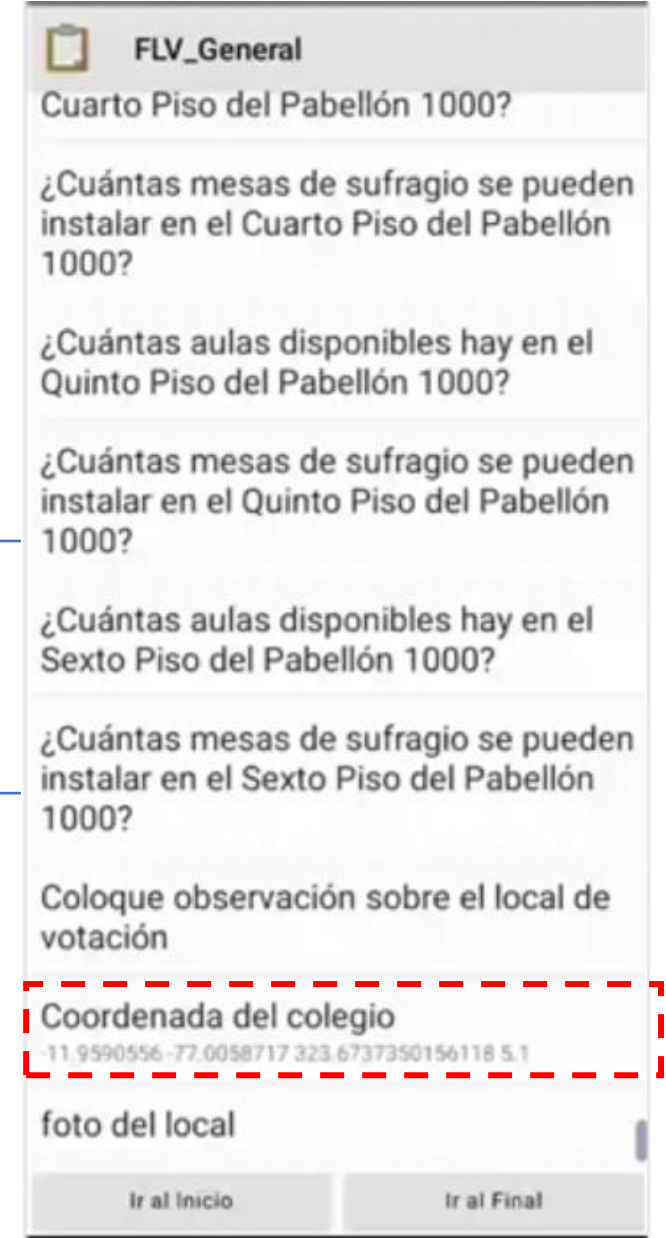 FLV_General
Cuarto Piso del Pabellón 1000?
¿Cuántas mesas de sufragio se pueden
instalar en el Cuarto Piso del Pabellón
1000?
¿Cuántas aulas disponibles hay en el
Quinto Piso del Pabellón 1000?
¿Cuántas mesas de sufragio se pueden
instalar en el Quinto Piso del Pabellón
1000?
¿Cuántas aulas disponibles hay en el
Sexto Piso del Pabellón 1000?
¿Cuántas mesas de sufragio se pueden
instalar en el Sexto Piso del Pabellón
1000?
Coloque observación sobre el local de
votación
Coordenada del colegio
-11.9590556 -77.0058717 323.6737350156118 5.1
foto del local
Ir al Inicio
Ir al Final